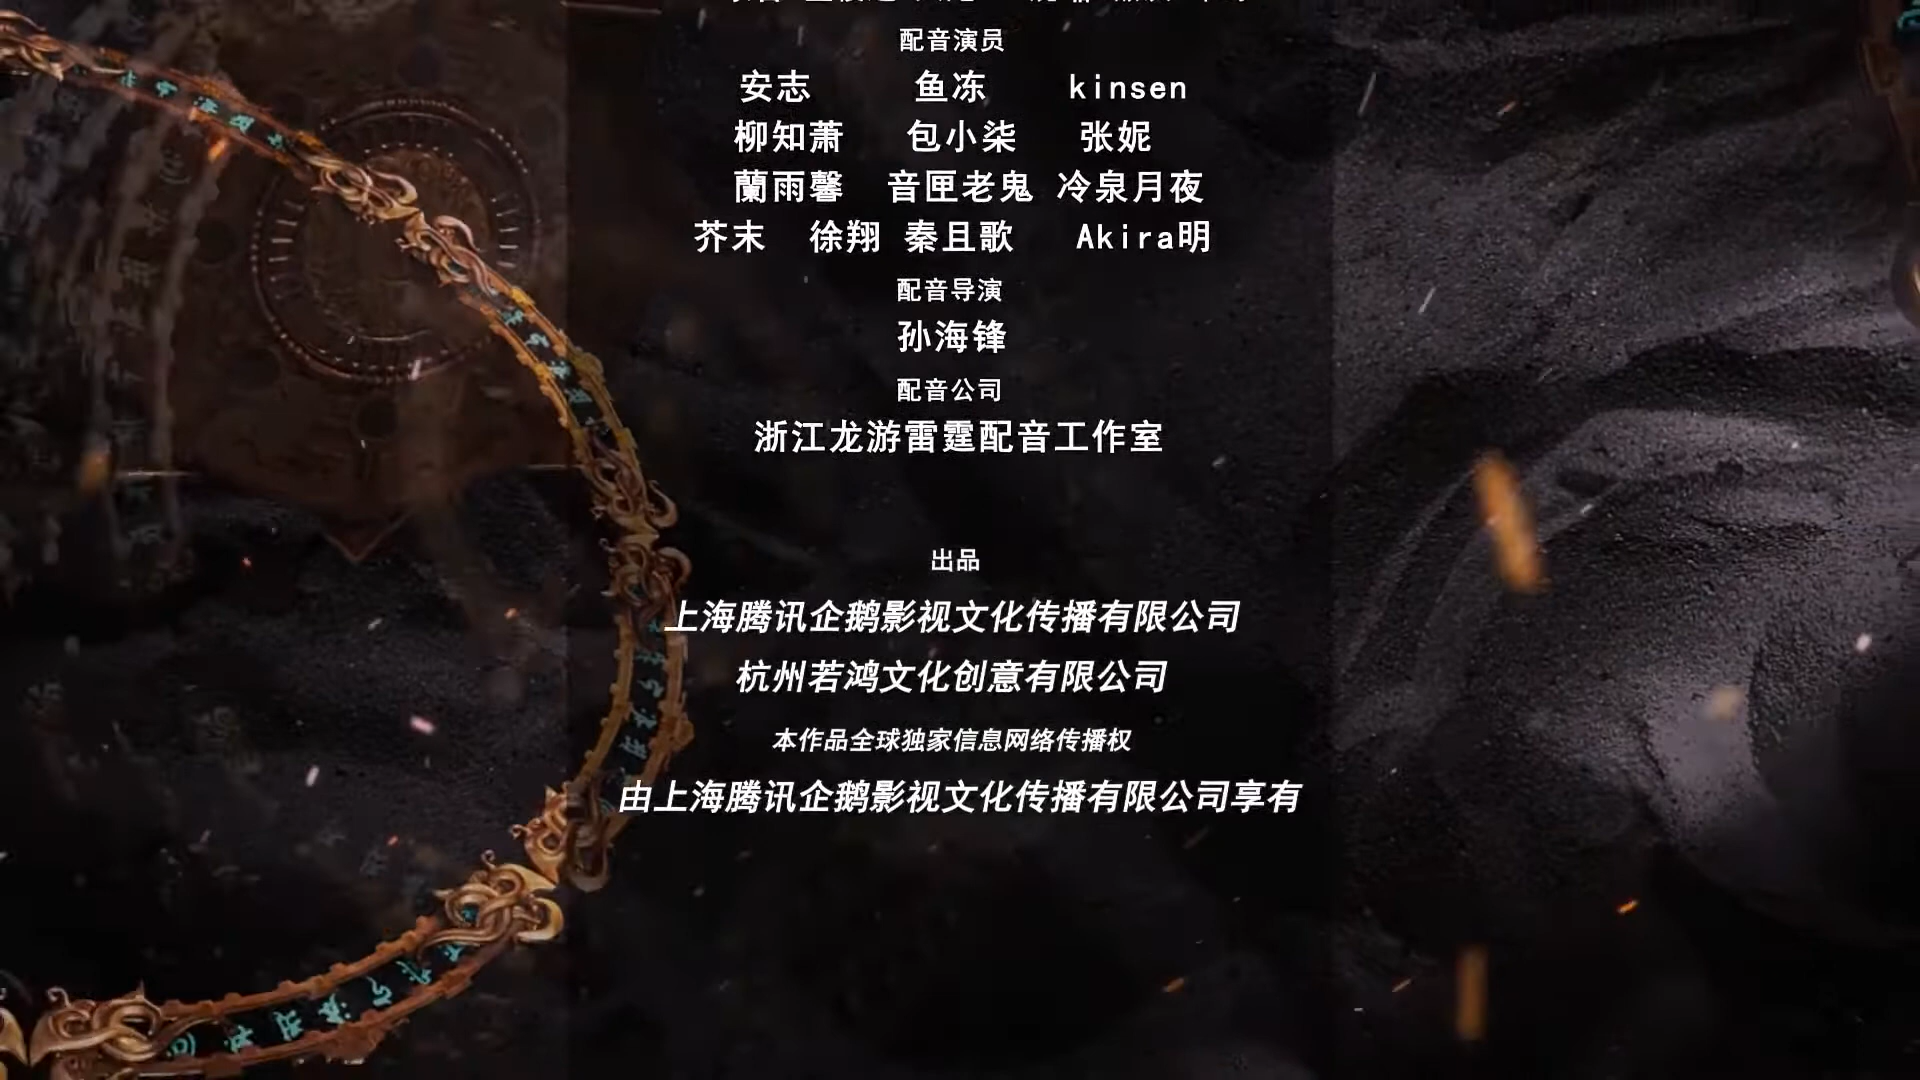 配音演员
安志 鱼冻 kinsen
柳知萧 包小柒 张妮
蘭雨馨 音匣老鬼 冷泉月夜
芥末 徐翔 秦且歌 Akira明
配音导演
孙海锋
配音公司
浙江龙游雷霆配音工作室
出品
上海腾讯企鹅影视文化传播有限公司
杭州若鸿文化创意有限公司
本作品全球独家信息网络传播权
由上海腾讯企鹅影视文化传播有限公司享有